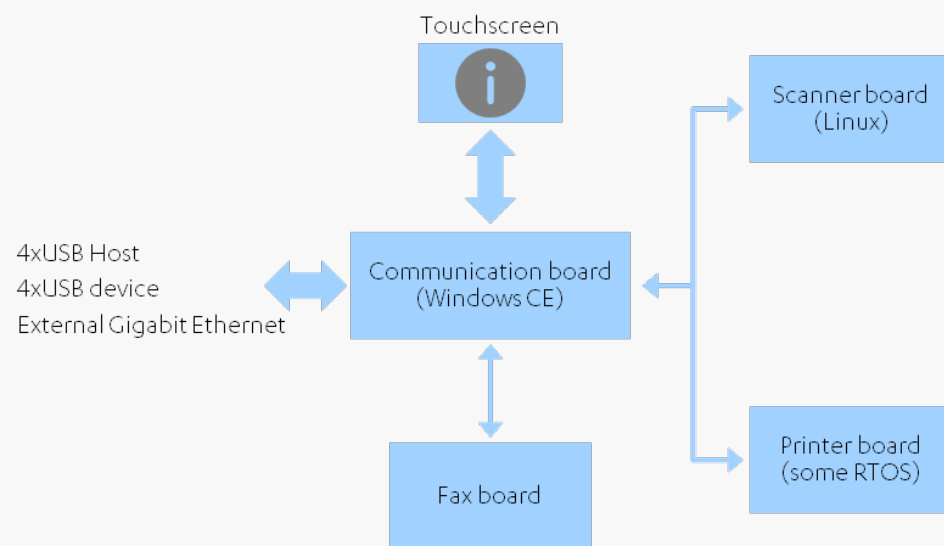 Touchscreen
i
Scanner board
(Linux)
4xUSB Host
4xUSB device
External Gigabit Ethernet
Communication board
(Windows CE)
Printer board
(some RTOS)
Fax board